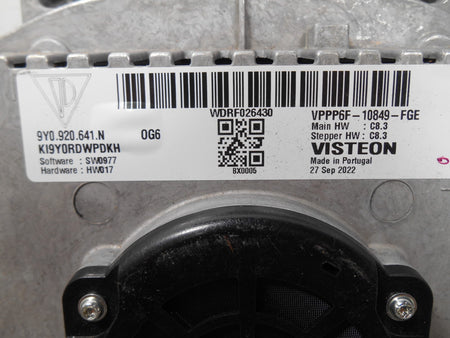 WDRF026430
9Y0.920.641.N 0G6
KI9Y0RDWPDKH
Software : SW0977
Hardware : HW017
8X0005
VPPP6F-10849-FGE
Main HW : C8.3
Stepper HW : C8.3
VISTEON
Made in Portugal
27 Sep 2022